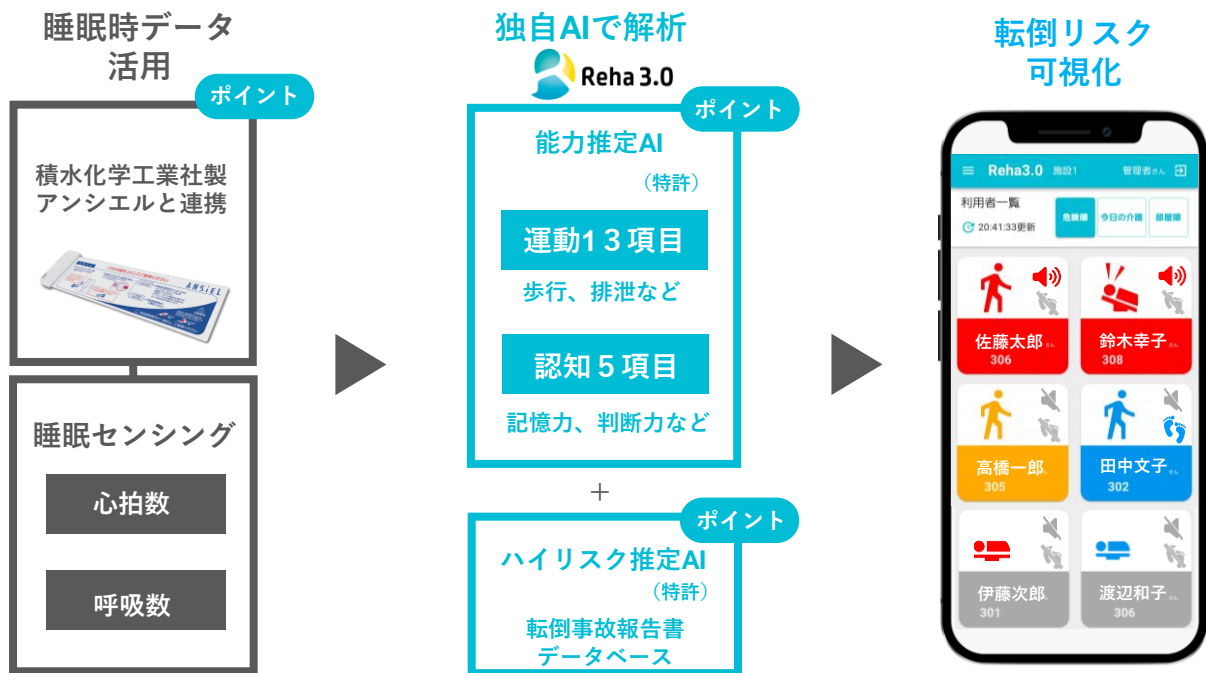 睡眠時データ
活用
ポイント
積水化学工業社製
アンシエルと連携
ANSiEL
睡眠センシング
心拍数
呼吸数
独自AIで解析
Reha 3.0
ポイント
能力推定AI
（特許）
運動1３項目
歩行、排泄など
認知５項目
記憶力、判断力など
+
ポイント
ハイリスク推定AI
（特許）
転倒事故報告書
データベース
転倒リスク
可視化
Reha3.0 施設1 管理者さん
利用者一覧
20:41:33更新
危険順 今日の介護 部屋順
佐藤太郎さん
306
鈴木幸子さん
308
高橋一郎
305
田中文子さん
302
伊藤次郎
301
渡辺和子さん
306